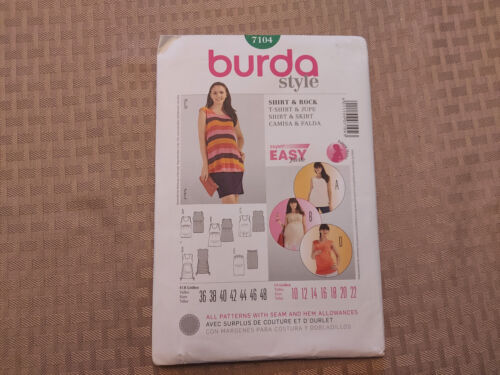 7104
burda
style
SHIRT & ROCK
T-SHIRT & JUPE
SHIRT & SKIRT
CAMISA & FALDA
C
E
super
EASY
A
B
D
A
B
C
36 38 40 42 44 46 48
10 12 14 16 18 20 22
ALL PATTERNS WITH SEAM AND HEM ALLOWANCES
AVEC SURPLUS DE COUTURE ET D'OURLET
CON MARGENES PARA COSTURA Y DOBLADILLOS